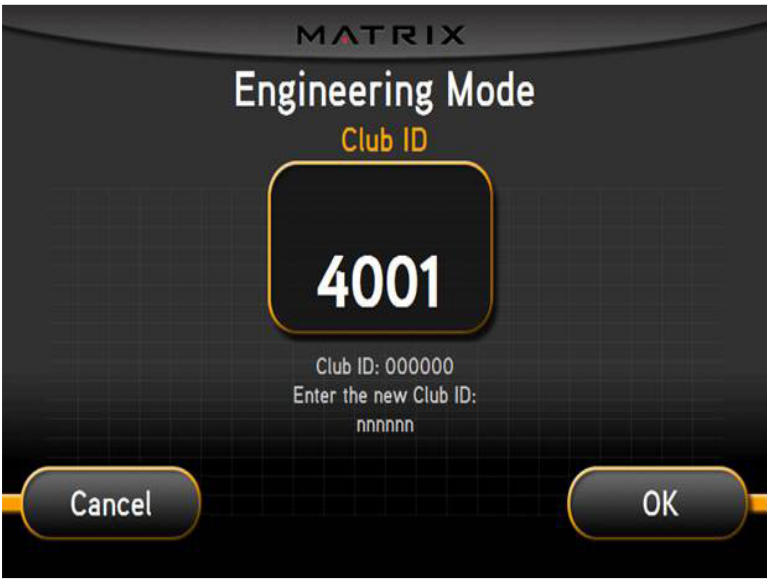 MATRIX
Engineering Mode
Club ID
4001
Club ID: 000000
Enter the new Club ID:
nnnnnn
Cancel
OK